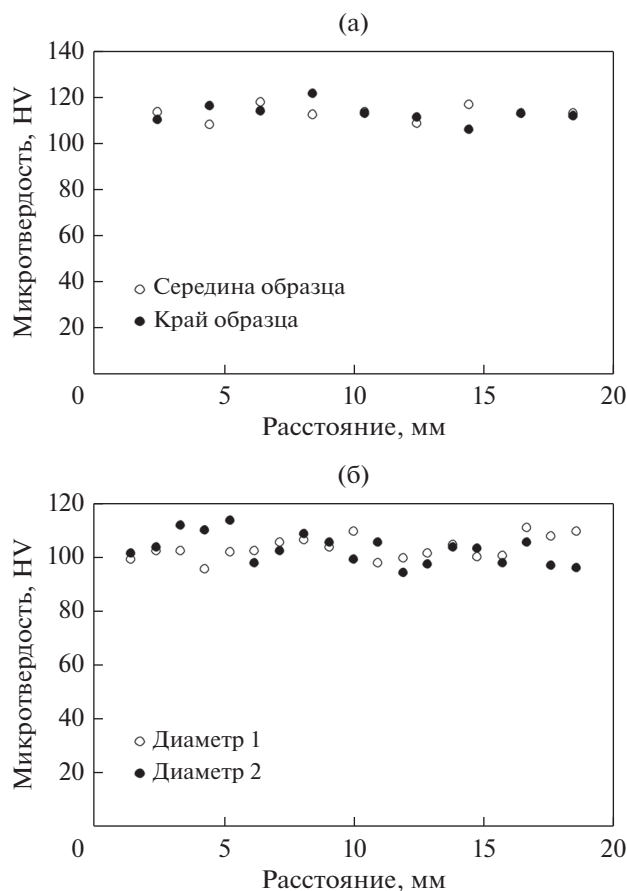 (а)
140
120
100
80
60
40
20
0
Микротвердость, HV
Середина образца
Край образца
5
10
15
20
Расстояние, мм
(б)
120
100
80
60
40
20
0
Микротвердость, HV
Диаметр 1
Диаметр 2
5
10
15
20
Расстояние, мм